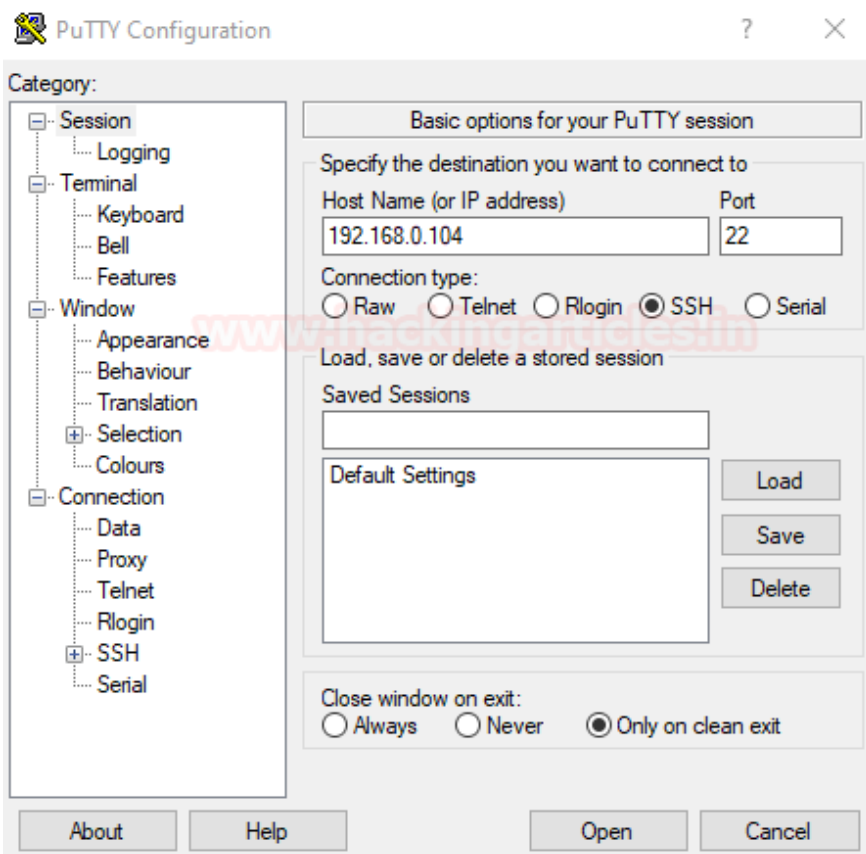 PuTTY Configuration
?
Category:
Session
Logging
Terminal
Keyboard
Bell
Features
Window
Appearance
Behaviour
Translation
Selection
Colours
Connection
Data
Proxy
Telnet
Rlogin
SSH
Serial
Basic options for your PuTTY session
Specify the destination you want to connect to
Host Name (or IP address) Port
192.168.0.104 22
Connection type:
Raw Telnet Rlogin SSH Serial
www.hackingarticles.in
Load, save or delete a stored session
Saved Sessions
Default Settings
Load
Save
Delete
Close window on exit:
Always Never Only on clean exit
About Help Open Cancel